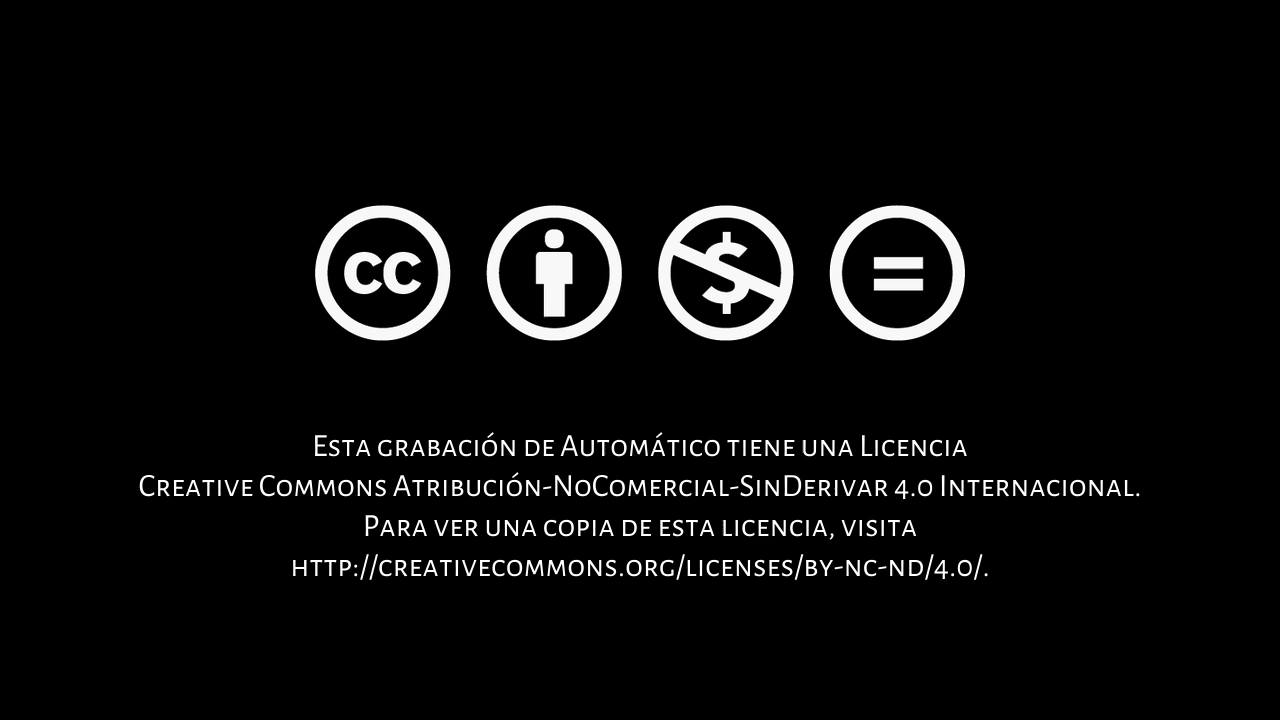 cc
$
=
Esta grabación de Automático tiene una Licencia
Creative Commons Atribución-NoComercial-SinDerivar 4.0 Internacional.
Para ver una copia de esta licencia, visita
http://creativecommons.org/licenses/by-nc-nd/4.0/.